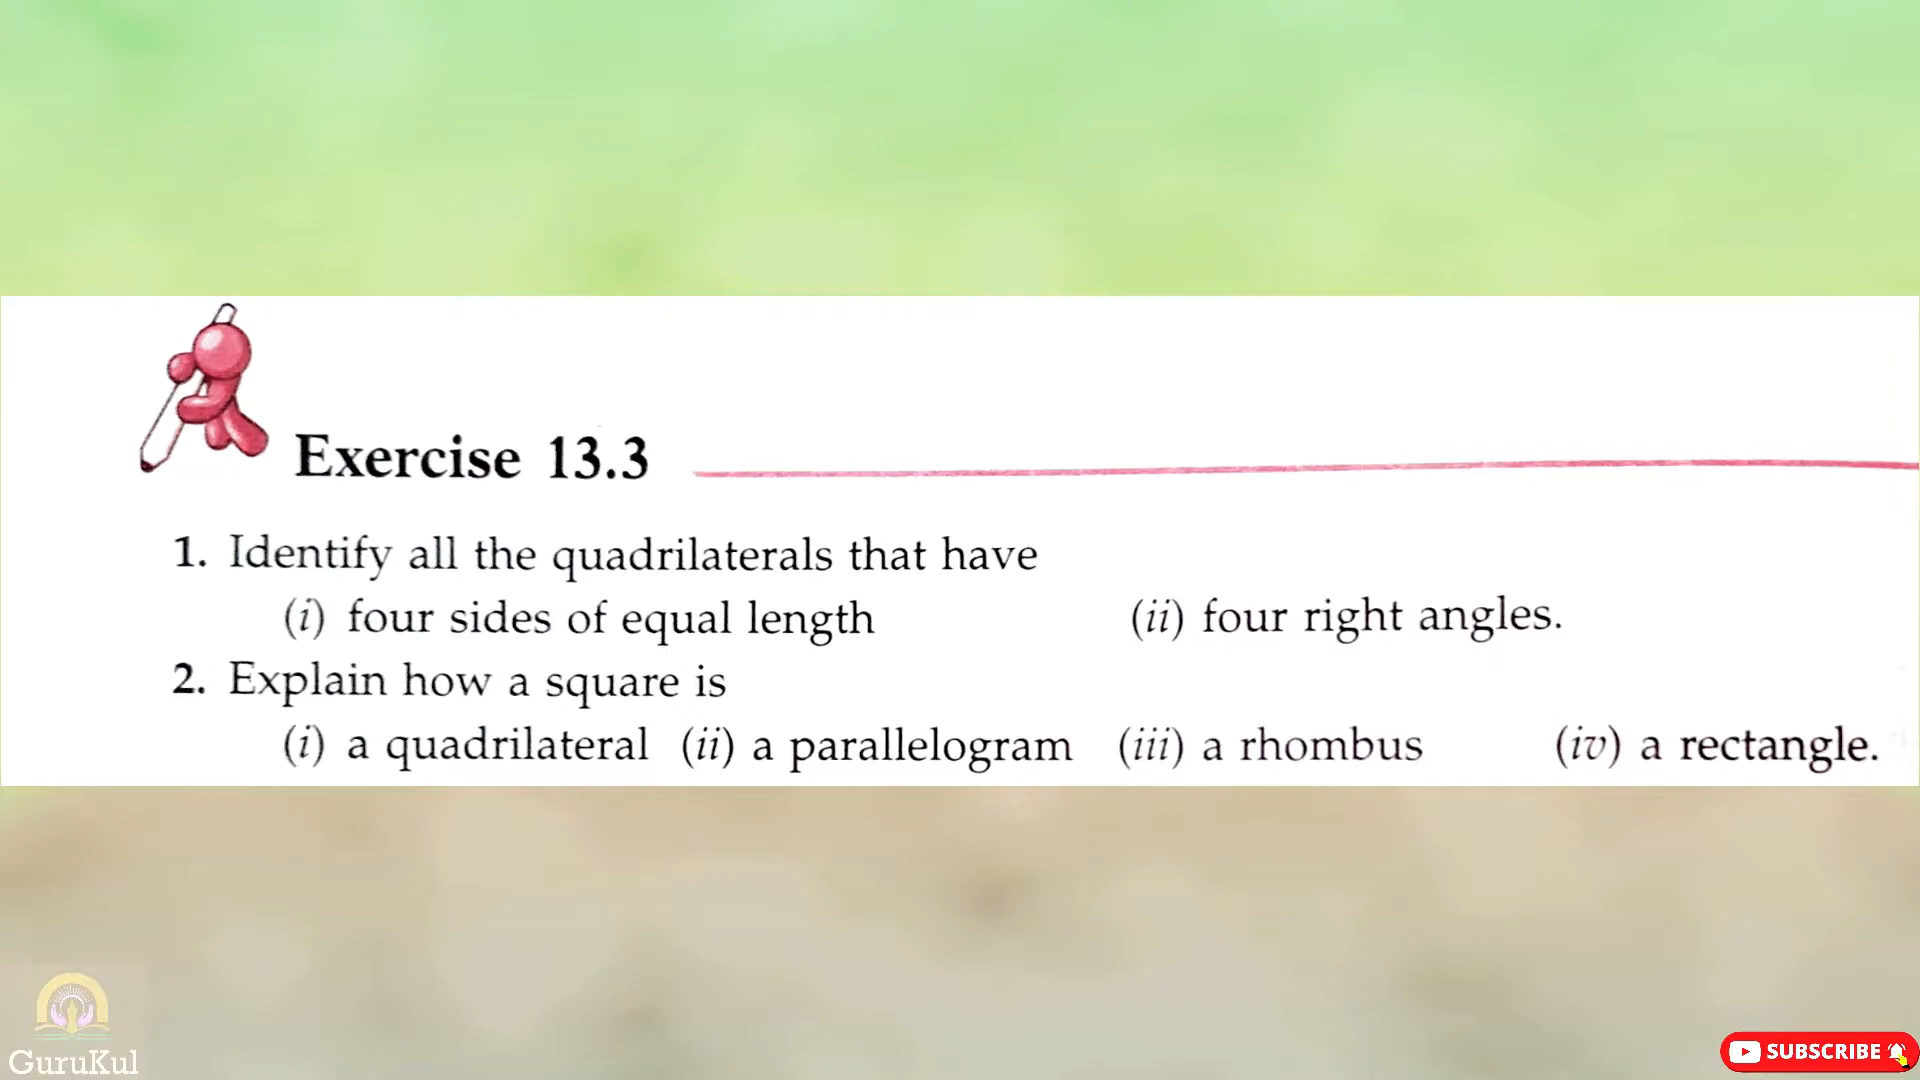 Exercise 13.3
1. Identify all the quadrilaterals that have
(i) four sides of equal length (ii) four right angles.
2. Explain how a square is
(i) a quadrilateral (ii) a parallelogram (iii) a rhombus (iv) a rectangle.
GuruKul
SUBSCRIBE